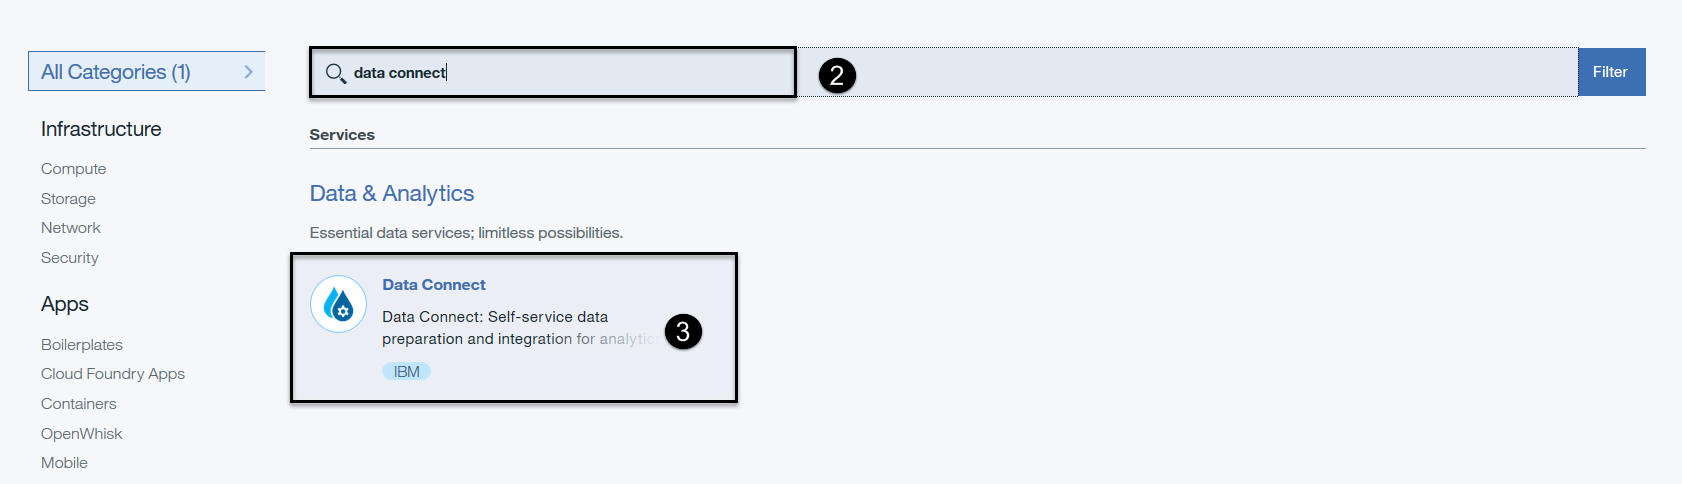 All Categories (1)
Infrastructure
Compute
Storage
Network
Security
Apps
Boilerplates
Cloud Foundry Apps
Containers
OpenWhisk
Mobile
data connect
2
Filter
Services
Data & Analytics
Essential data services; limitless possibilities.
Data Connect
Data Connect: Self-service data
preparation and integration for analytic
3
IBM